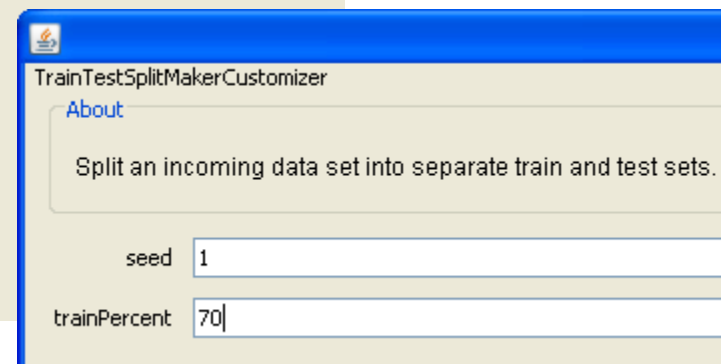 TrainTestSplitMakerCustomizer
About
Split an incoming data set into separate train and test sets.
seed 1
trainPercent 70